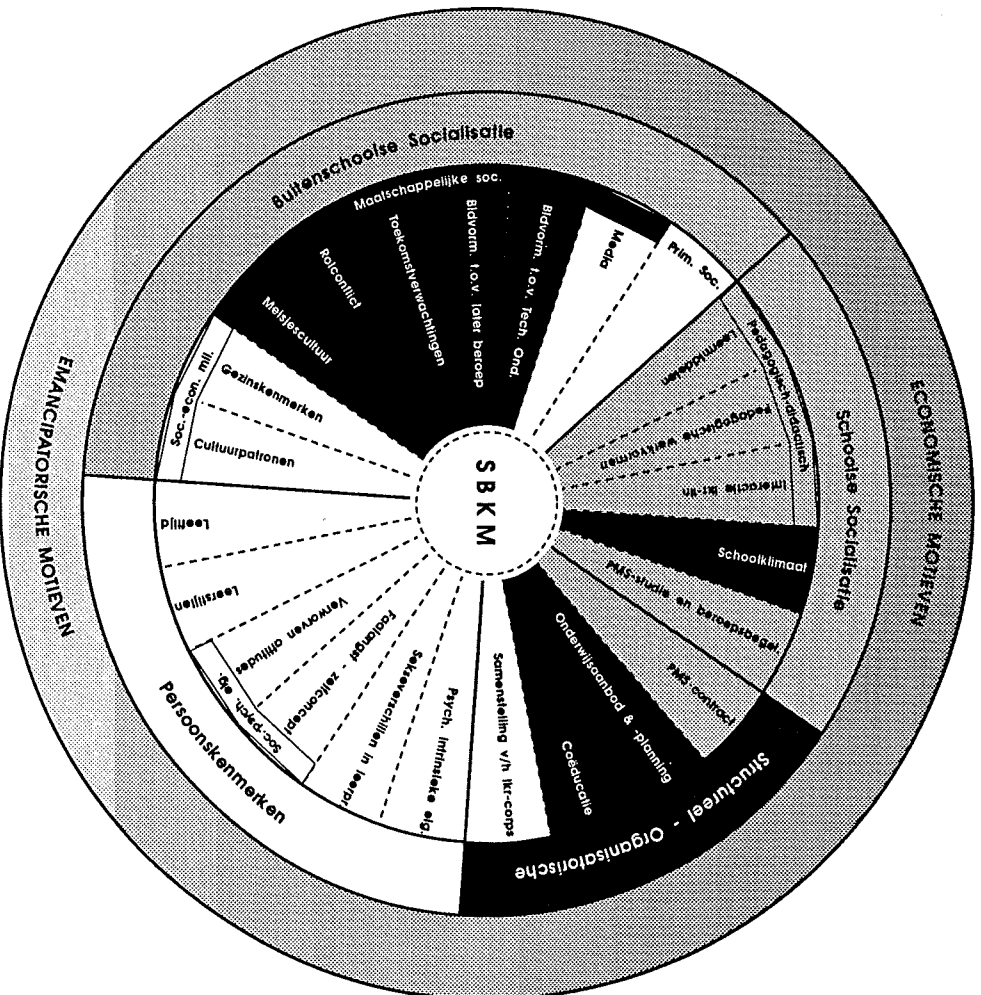 Buitenschoolse Socialisatie
Maatschappelijke soc.
Meisjescultuur
Rolconflict
Toekomstverwachtingen
Bldvorm. t.o.v. later beroep
Bldvorm. t.o.v. Tech. Ond.
Media
Prim. Soc.
Schoolse Socialisatie
Pedagogisch-didactisch
Leermiddelen
Pedagogische werkvormen
Interactie lkr-lln
Schoolklimaat
PMS-studie en beroepsbegel.
PMS contract
Structureel - Organisatorische
Onderwijsaanbod & -planning
Coëducatie
Samenstelling v/h lkr-corps
Persoonskenmerken
Psych. intrinsieke eig.
Sekseverschillen in leerpr
Soc.-psych. eig.
Faalangst - zelfconcept
Verworven attitudes
Leerstijlen
Leeftijd
Soc.-econ. mil.
Cultuurpatronen
Gezinskenmerken
SBKM
EMANCIPATORISCHE MOTIEVEN
ECONOMISCHE MOTIEVEN